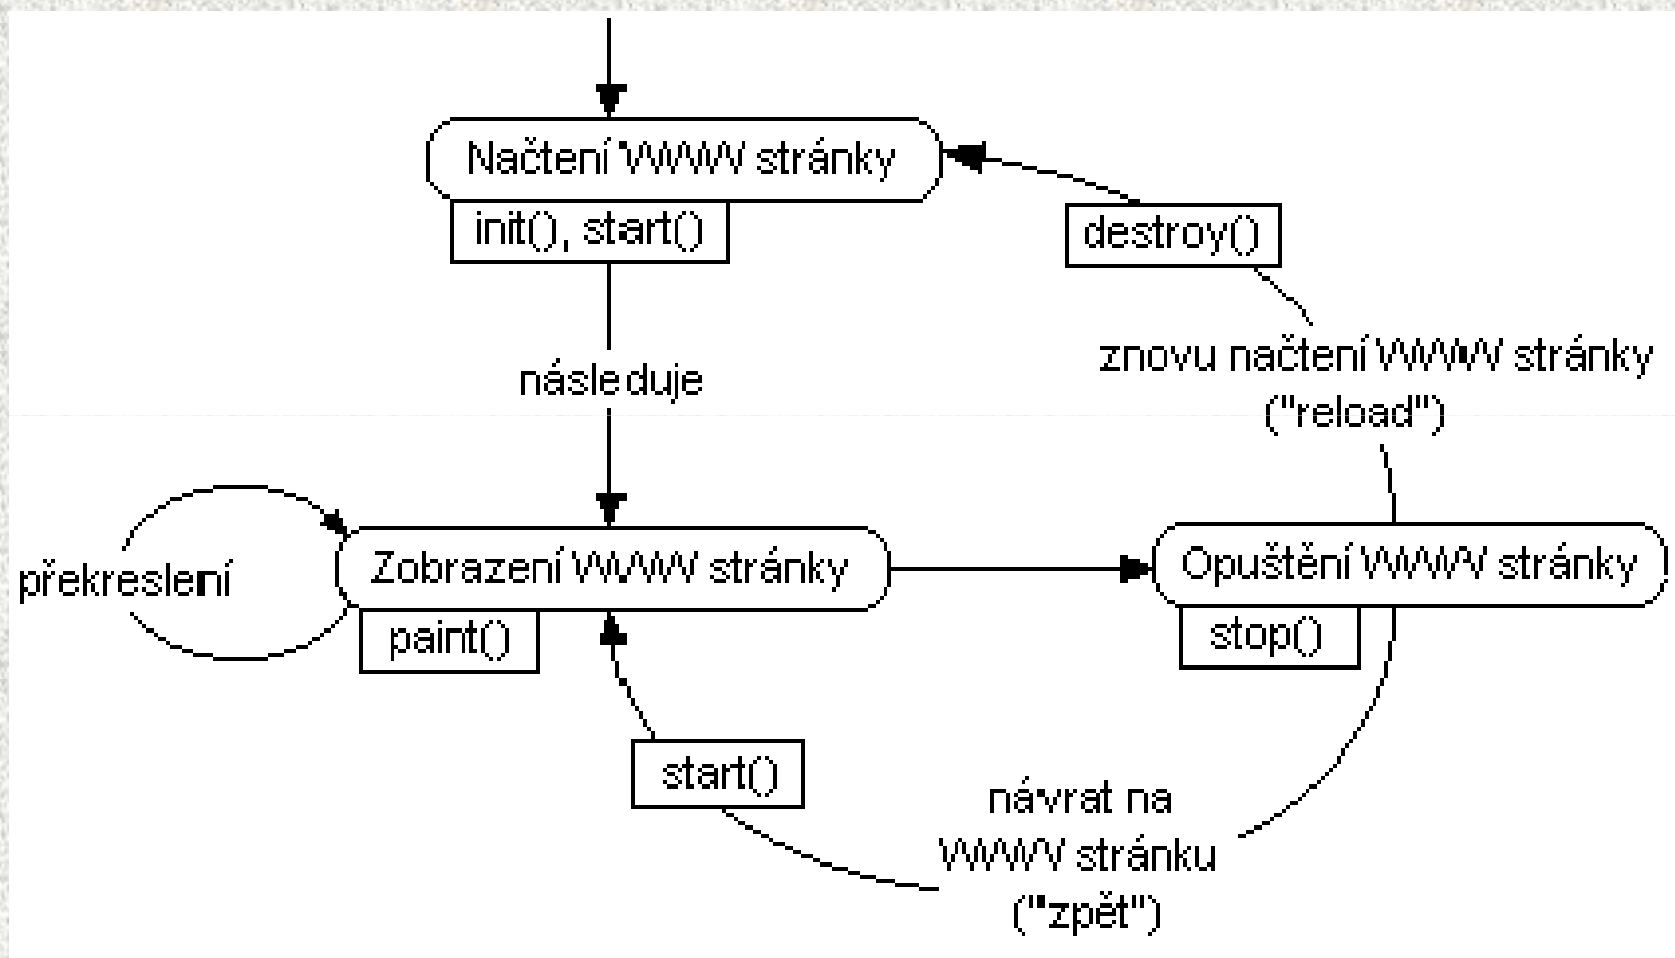 Načtení WWW stránky
init(), start()
destroy()
znovu načtení WWW stránky
("reload")
následuje
překreslení
Zobrazení WWW stránky
paint()
Opuštění WWW stránky
stop()
start()
návrat na
WWW stránku
("zpět")